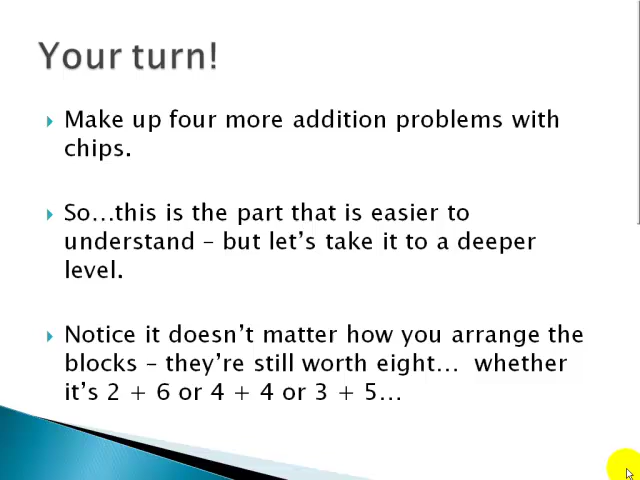 Your turn!
Make up four more addition problems with
chips.
So…this is the part that is easier to
understand – but let’s take it to a deeper
level.
Notice it doesn’t matter how you arrange the
blocks – they’re still worth eight… whether
it’s 2 + 6 or 4 + 4 or 3 + 5…